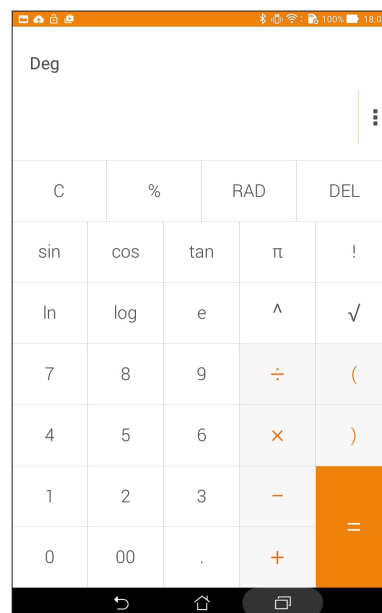 100% 18:0
Deg
C % RAD DEL
sin cos tan π !
ln log e ^ √
7 8 9 ÷ (
4 5 6 × )
1 2 3 −
=
0 00 . +